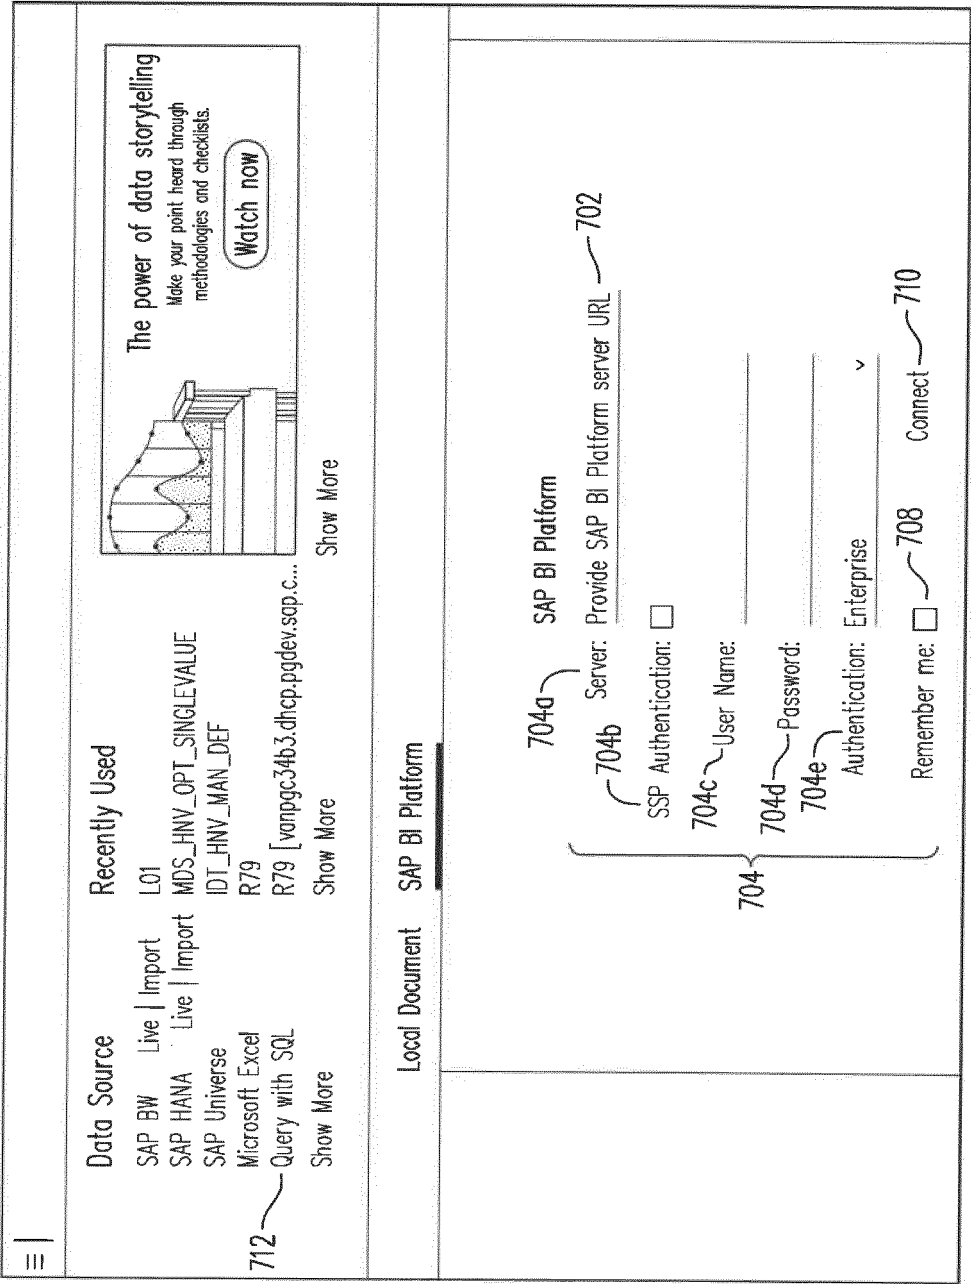 Data Source
SAP BW Live | Import
SAP HANA Live | Import
SAP Universe
Microsoft Excel
712 Query with SQL
Show More
Recently Used
L01
MDS_HNV_OPT_SINGLEVALUE
IDT_HNV_MAN_DEF
R79
R79 [vanpgc34b3.dhcp.pgdev.sap.c...
Show More
The power of data storytelling
Make your point heard through
methodologies and checklists.
Watch now
Show More
Local Document SAP BI Platform
SAP BI Platform
704a Server: Provide SAP BI Platform server URL 702
704b SSP Authentication:
704c User Name:
704d Password:
704e Authentication: Enterprise
704
Remember me: 708 Connect 710